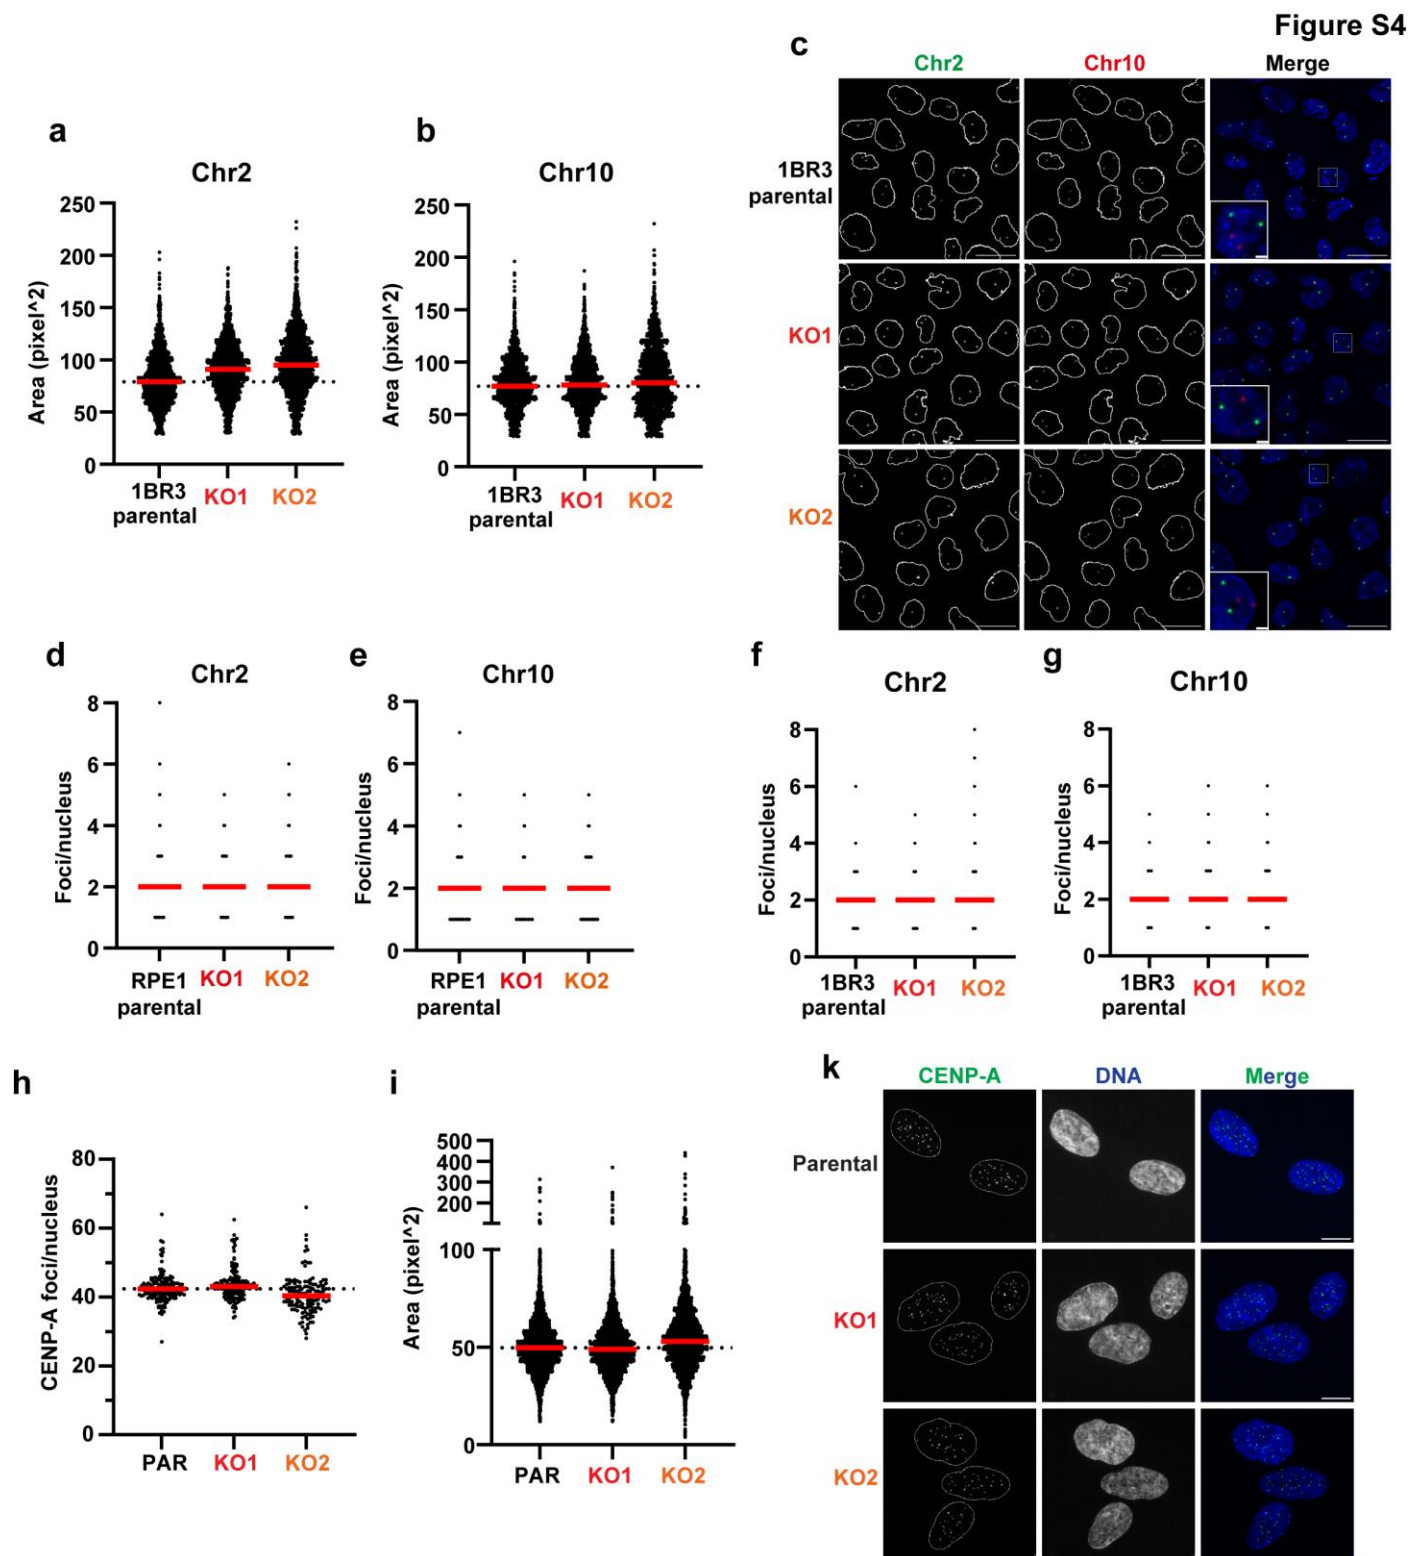 Figure S4
a
Chr2
250
200
150
100
50
0
Area (pixel^2)
1BR3
parental
KO1
KO2
b
Chr10
250
200
150
100
50
0
Area (pixel^2)
1BR3
parental
KO1
KO2
c
Chr2
Chr10
Merge
1BR3
parental
KO1
KO2
d
Chr2
8
6
4
2
0
Foci/nucleus
RPE1
parental
KO1
KO2
e
Chr10
8
6
4
2
0
Foci/nucleus
RPE1
parental
KO1
KO2
f
Chr2
8
6
4
2
0
Foci/nucleus
1BR3
parental
KO1
KO2
g
Chr10
8
6
4
2
0
Foci/nucleus
1BR3
parental
KO1
KO2
h
80
60
40
20
0
CENP-A foci/nucleus
PAR
KO1
KO2
i
500
400
300
200
100
50
0
Area (pixel^2)
PAR
KO1
KO2
k
CENP-A
DNA
Merge
Parental
KO1
KO2